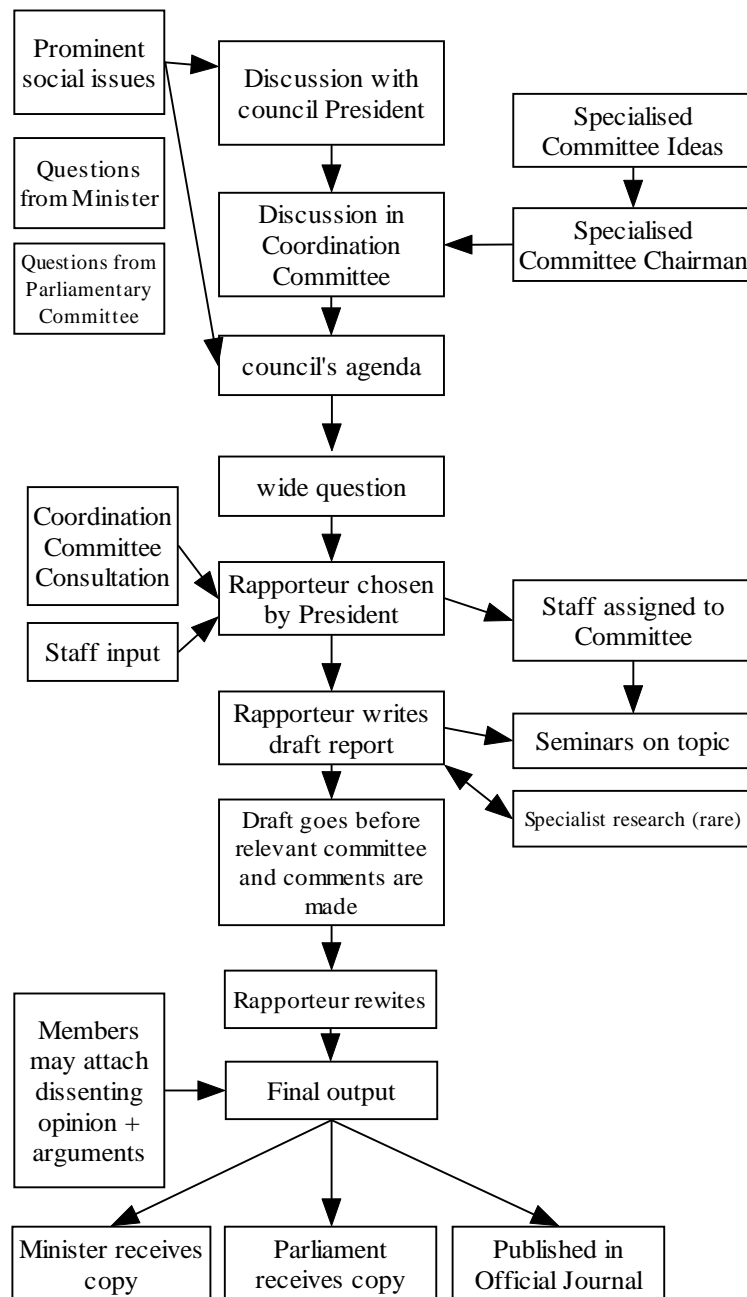 Prominent
social issues
Discussion with
council President
Specialised
Committee Ideas
Questions
from Minister
Discussion in
Coordination
Committee
Specialised
Committee Chairman
Questions from
Parliamentary
Committee
council's agenda
wide question
Coordination
Committee
Consultation
Rapporteur chosen
by President
Staff assigned to
Committee
Staff input
Rapporteur writes
draft report
Seminars on topic
Specialist research (rare)
Draft goes before
relevant committee
and comments are
made
Rapporteur rewites
Members
may attach
dissenting
opinion +
arguments
Final output
Minister receives
copy
Parliament
receives copy
Published in
Official Journal